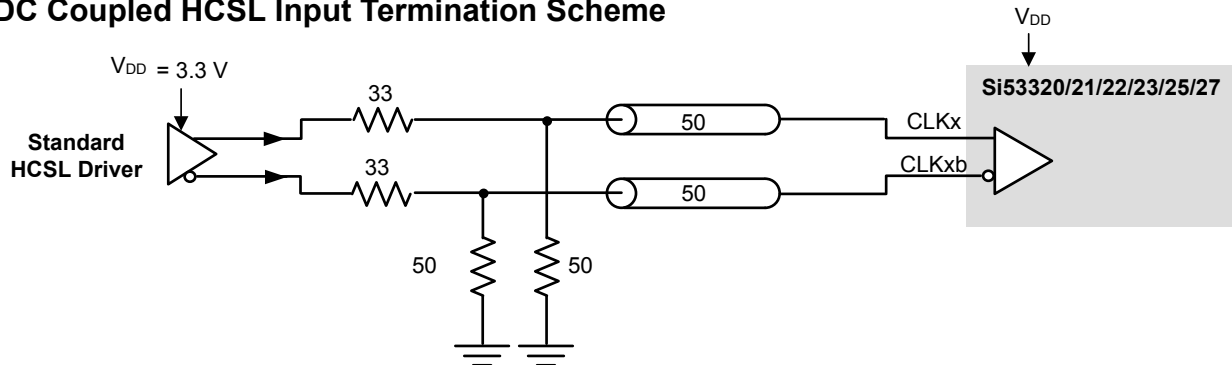 DC Coupled HCSL Input Termination Scheme
VDD
VDD = 3.3 V
Si53320/21/22/23/25/27
33
Standard
HCSL Driver
50
CLKx
33
CLKxb
50
50
50